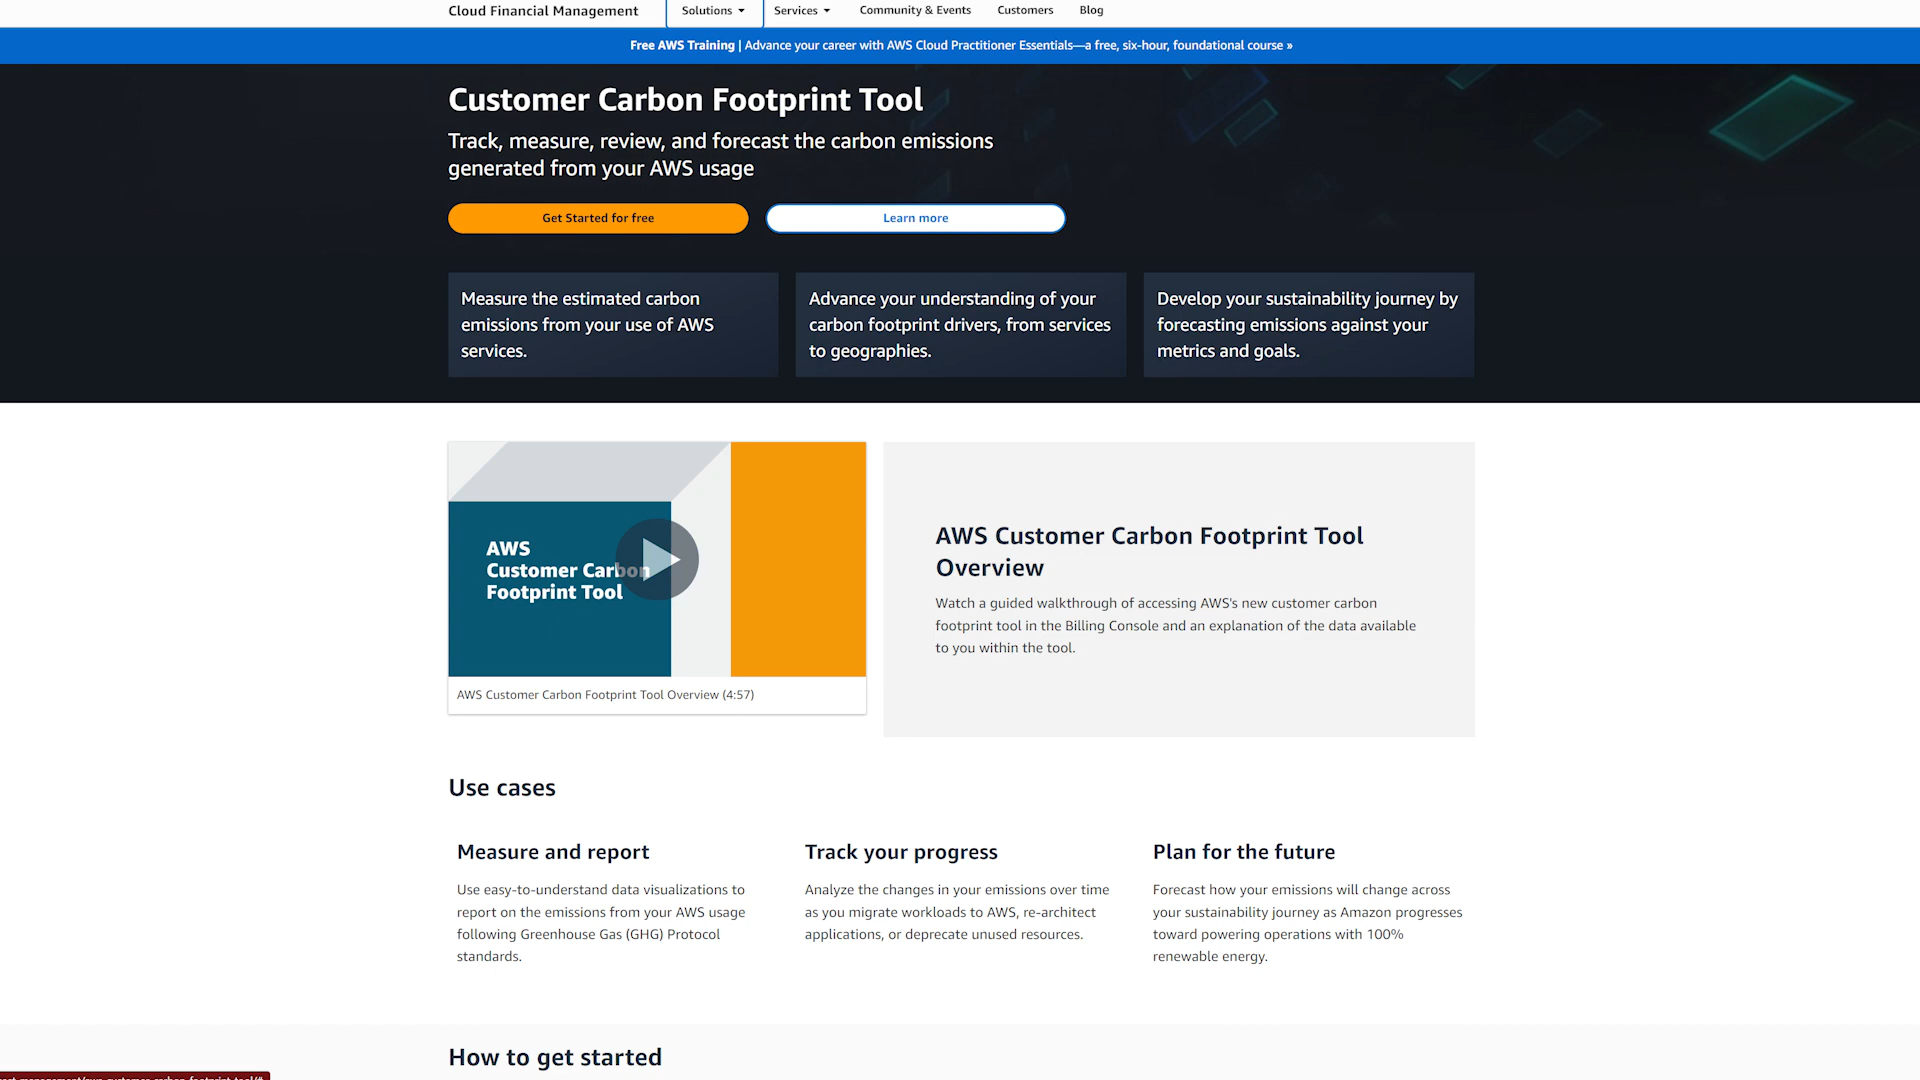 Cloud Financial Management
Solutions
Services
Community & Events
Customers
Blog
Free AWS Training | Advance your career with AWS Cloud Practitioner Essentials—a free, six-hour, foundational course »
Customer Carbon Footprint Tool
Track, measure, review, and forecast the carbon emissions
generated from your AWS usage
Get Started for free
Learn more
Measure the estimated carbon
emissions from your use of AWS
services.
Advance your understanding of your
carbon footprint drivers, from services
to geographies.
Develop your sustainability journey by
forecasting emissions against your
metrics and goals.
AWS
Customer Carbon
Footprint Tool
AWS Customer Carbon Footprint Tool Overview (4:57)
AWS Customer Carbon Footprint Tool
Overview
Watch a guided walkthrough of accessing AWS's new customer carbon
footprint tool in the Billing Console and an explanation of the data available
to you within the tool.
Use cases
Measure and report
Use easy-to-understand data visualizations to
report on the emissions from your AWS usage
following Greenhouse Gas (GHG) Protocol
standards.
Track your progress
Analyze the changes in your emissions over time
as you migrate workloads to AWS, re-architect
applications, or deprecate unused resources.
Plan for the future
Forecast how your emissions will change across
your sustainability journey as Amazon progresses
toward powering operations with 100%
renewable energy.
How to get started